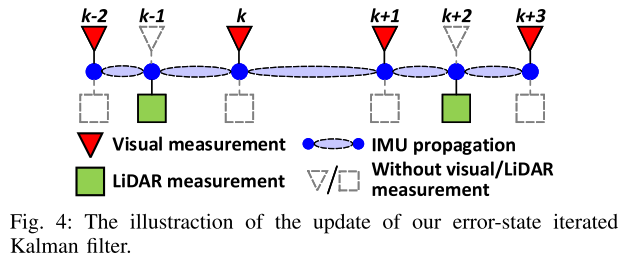 k-2 k-1 k k+1 k+2 k+3
Visual measurement
IMU propagation
LiDAR measurement
Without visual/LiDAR
measurement
Fig. 4: The illustraction of the update of our error-state iterated
Kalman filter.